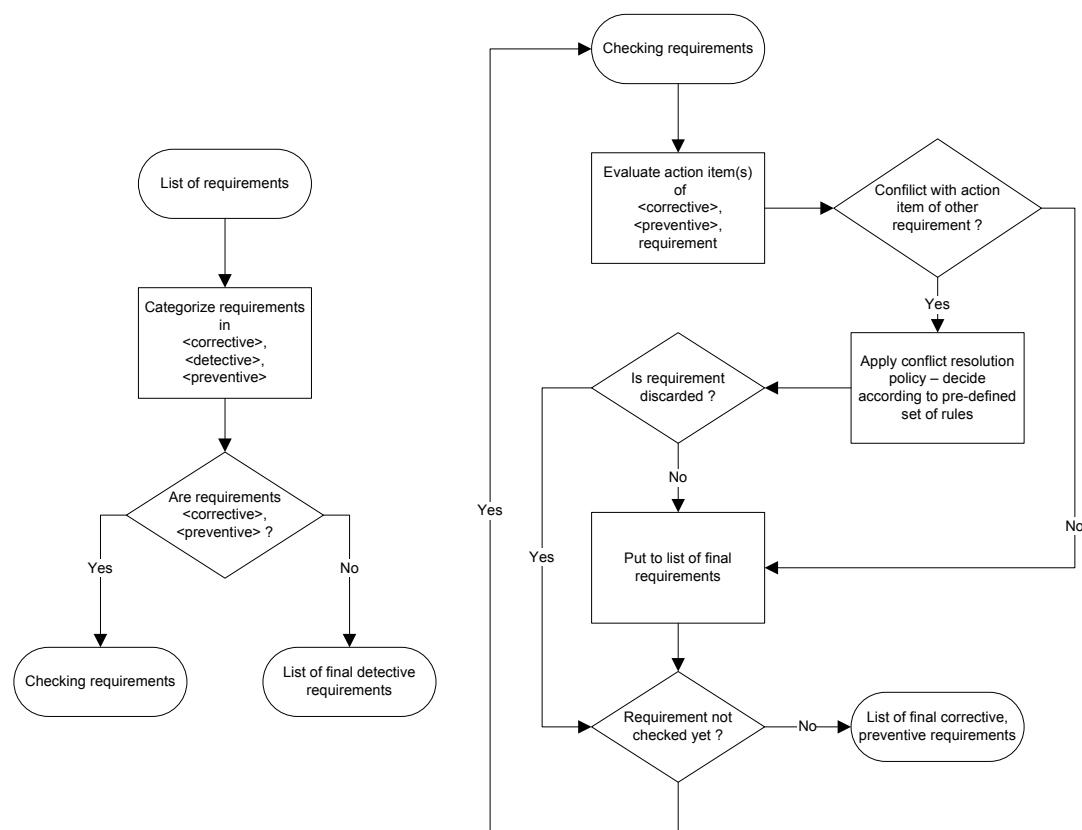 List of requirements
Categorize requirements
in
<corrective>,
<detective>,
<preventive>
Are requirements
<corrective>,
<preventive> ?
Yes
No
Checking requirements
List of final detective
requirements
Checking requirements
Evaluate action item(s)
of
<corrective>,
<preventive>,
requirement
Confilict with action
item of other
requirement ?
Yes
No
Apply conflict resolution
policy – decide
according to pre-defined
set of rules
Is requirement
discarded ?
No
Yes
Put to list of final
requirements
Requirement not
checked yet ?
No
Yes
List of final corrective,
preventive requirements